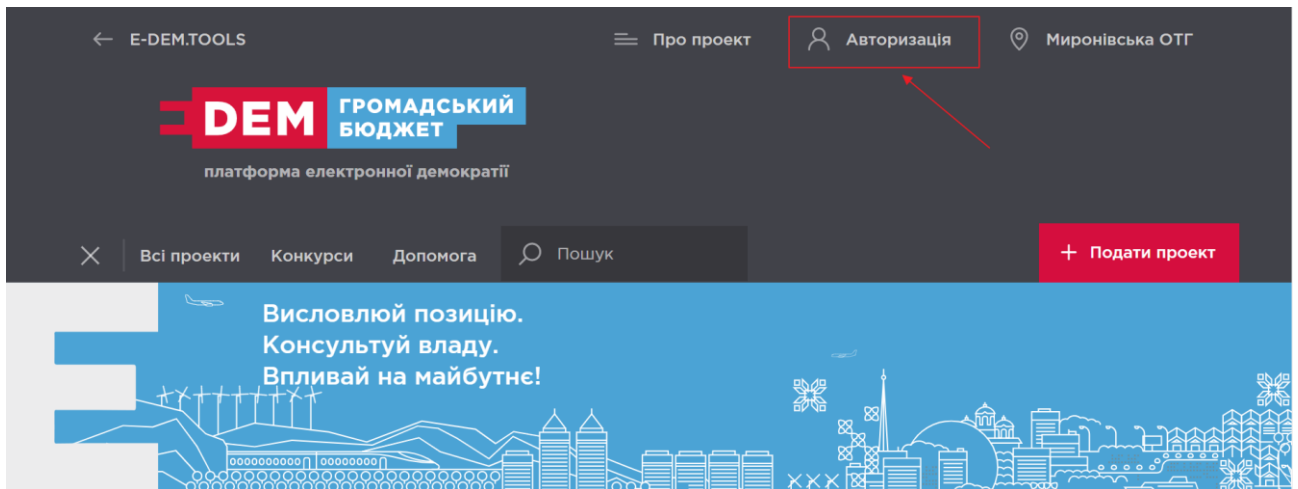 E-DEM.TOOLS
Про проект
Авторизація
Миронівська ОТГ
DEM
ГРОМАДСЬКИЙ
БЮДЖЕТ
платформа електронної демократії
Всі проекти
Конкурси
Допомога
Пошук
+ Подати проект
Висловлюй позицію.
Консультуй владу.
Впливай на майбутнє!